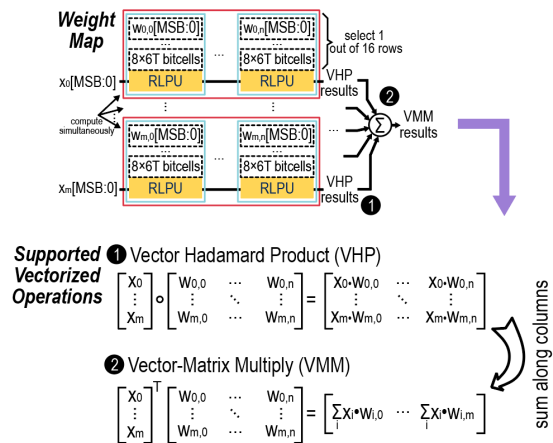 Weight
Map
w0,0[MSB:0] w0,n[MSB:0]
... ...
8×6T bitcells ... 8×6T bitcells
RLPU RLPU
select 1
out of 16 rows
x0[MSB:0]
VHP
results
compute
simultaneously
⋮ ⋮ ...
2
Σ
VMM
results
wm,0[MSB:0] wm,n[MSB:0]
... ...
8×6T bitcells ... 8×6T bitcells
RLPU RLPU
xm[MSB:0]
VHP
results
1
Supported
Vectorized
Operations
1 Vector Hadamard Product (VHP)
[x0 ⋮ xm] ∘ [w0,0 ... w0,n ⋮ ⋱ ⋮ wm,0 ... wm,n] = [x0•w0,0 ... x0•w0,n ⋮ ⋱ ⋮ xm•wm,0 ... xm•wm,n]
sum along columns
2 Vector-Matrix Multiply (VMM)
[x0 ⋮ xm]T [w0,0 ... w0,n ⋮ ⋱ ⋮ wm,0 ... wm,n] = [Σi xi•wi,0 ... Σi xi•wi,m]